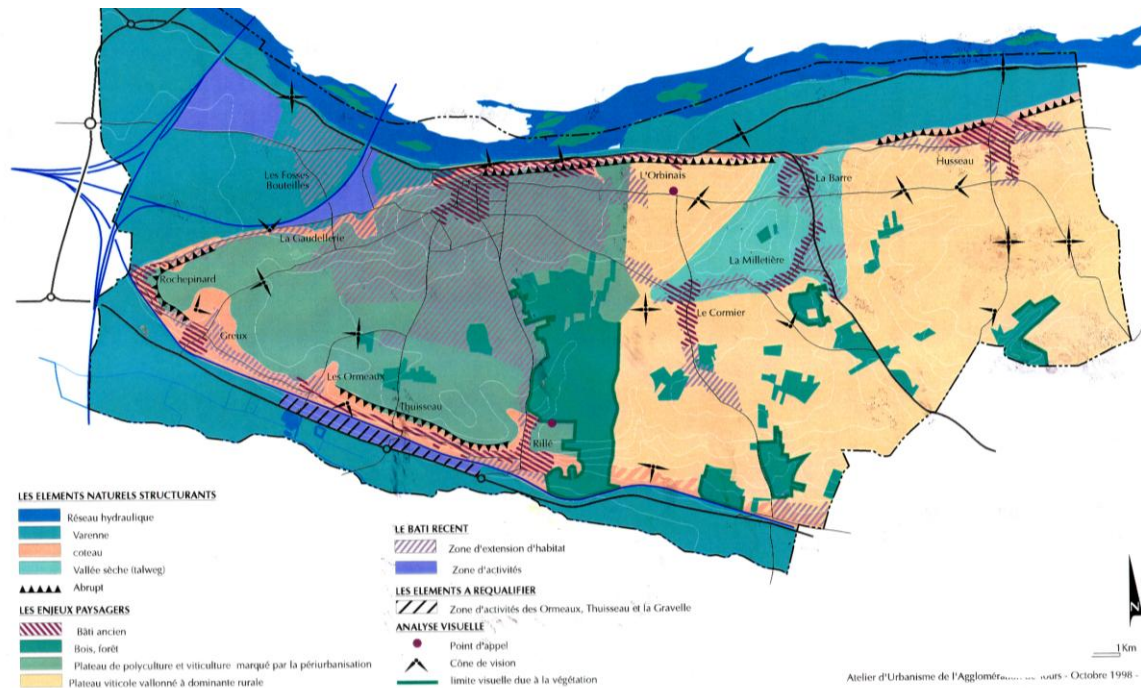 Les Fosses
Bouteilles
L'Orbinais
La Barre
Husseau
La Gaudellerie
La Milletière
Rochepinard
Le Cormier
Greux
Les Ormeaux
Thuisseau
Rillé
LES ELEMENTS NATURELS STRUCTURANTS
Réseau hydraulique
Varenne
coteau
Vallée sèche (talweg)
Abrupt
LES ENJEUX PAYSAGERS
Bâti ancien
Bois, forêt
Plateau de polyculture et viticulture marqué par la périurbanisation
Plateau viticole vallonné à dominante rurale
LE BATI RECENT
Zone d'extension d'habitat
Zone d'activités
LES ELEMENTS A REQUALIFIER
Zone d'activités des Ormeaux, Thuisseau et la Gravelle
ANALYSE VISUELLE
Point d'appel
Cône de vision
limite visuelle due à la végétation
N
1 Km
Atelier d'Urbanisme de l'Tours - Octobre 1998 -